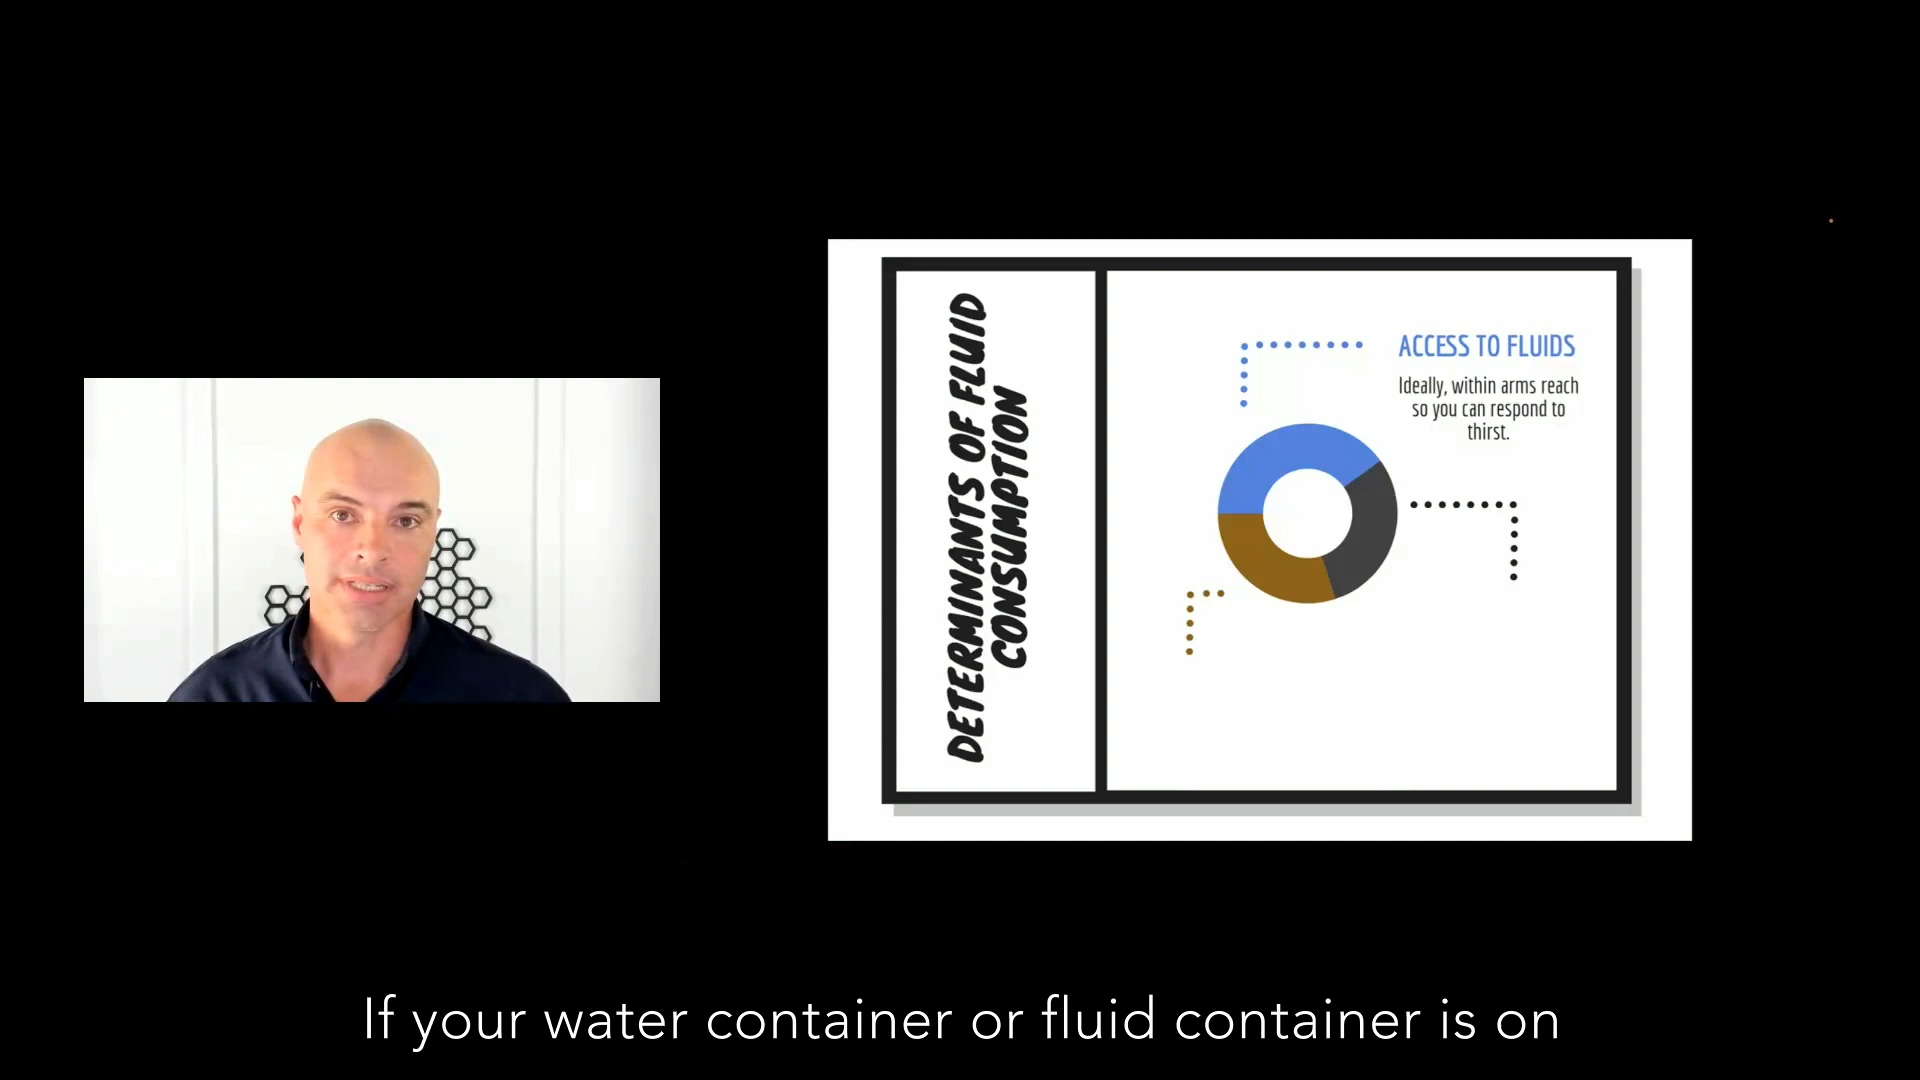 DETERMINANTS OF FLUID
CONSUMPTION
ACCESS TO FLUIDS
Ideally, within arms reach
so you can respond to
thirst.
If your water container or fluid container is on